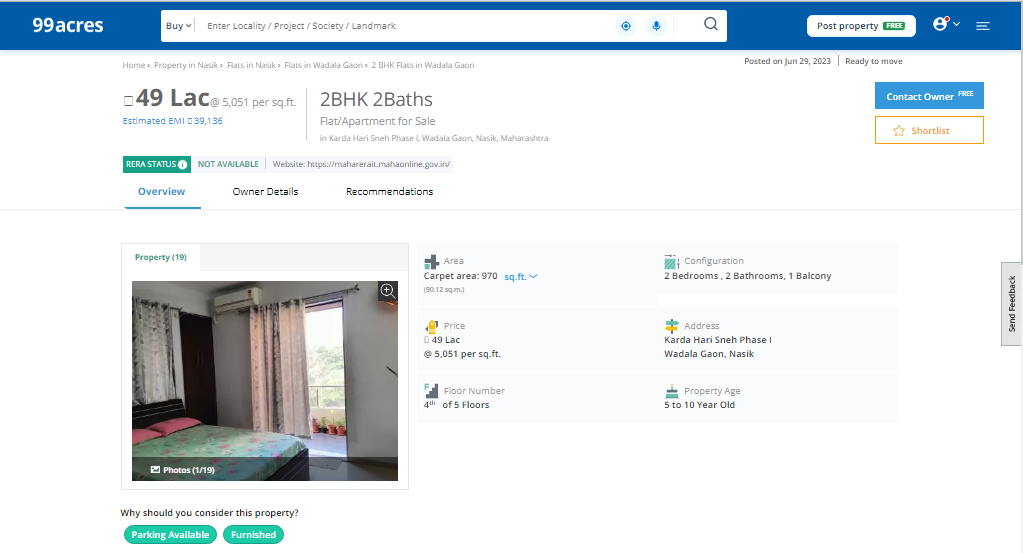 99acres
Buy
Enter Locality / Project / Society / Landmark
Post property FREE
Home › Property in Nasik › Flats in Nasik › Flats in Wadala Gaon › 2 BHK Flats in Wadala Gaon
Posted on Jun 29, 2023 | Ready to move
49 Lac @ 5,051 per sq.ft.
Estimated EMI 39,136
2BHK 2Baths
Flat/Apartment for Sale
in Karda Hari Sneh Phase I, Wadala Gaon, Nasik, Maharashtra
Contact Owner FREE
Shortlist
RERA STATUS NOT AVAILABLE | Website: https://maharerait.mahaonline.gov.in/
Overview
Owner Details
Recommendations
Property (19)
Photos (1/19)
Area
Carpet area: 970 sq.ft.
(90.12 sq.m.)
Configuration
2 Bedrooms , 2 Bathrooms, 1 Balcony
Price
49 Lac
@ 5,051 per sq.ft.
Address
Karda Hari Sneh Phase I
Wadala Gaon, Nasik
Floor Number
4th of 5 Floors
Property Age
5 to 10 Year Old
Send Feedback
Why should you consider this property?
Parking Available
Furnished